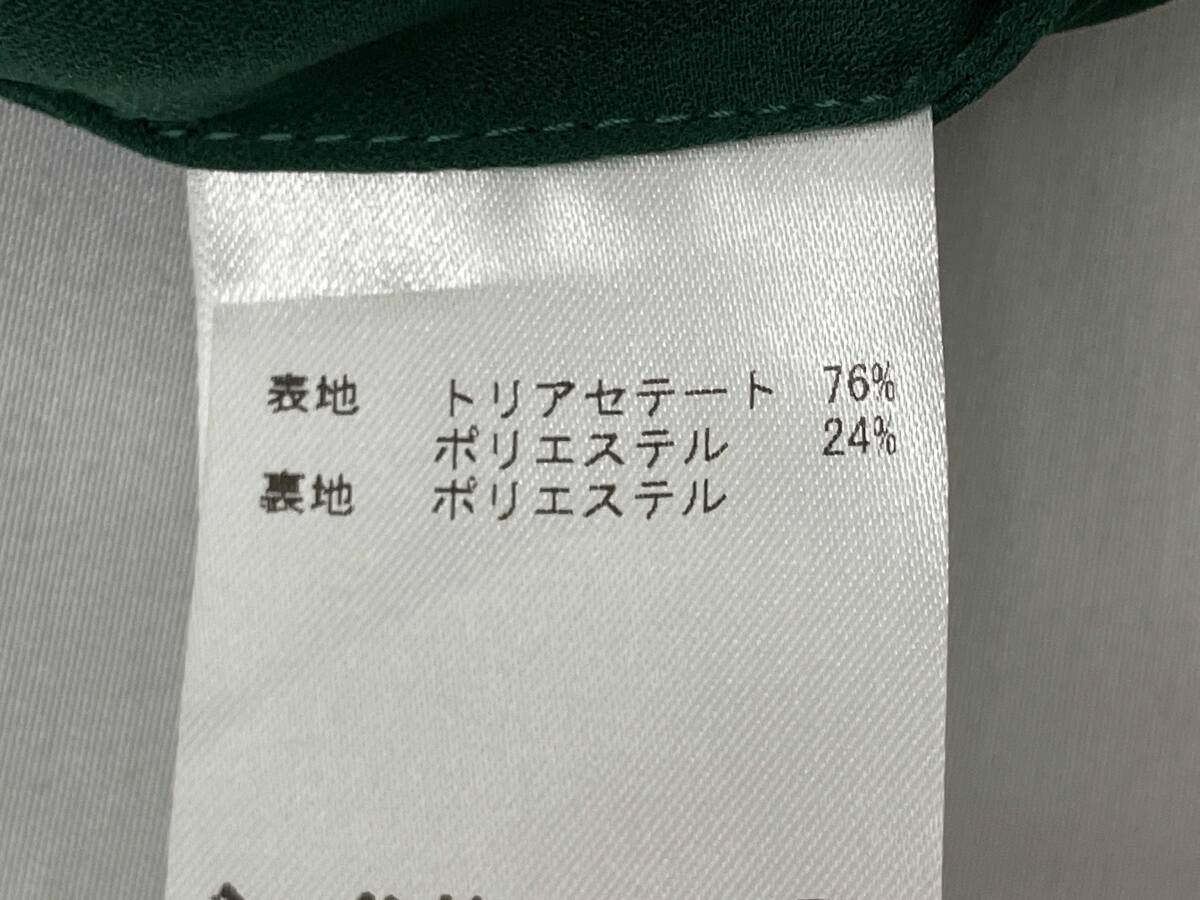 表地 トリアセテート 76%
ポリエステル 24%
裏地 ポリエステル